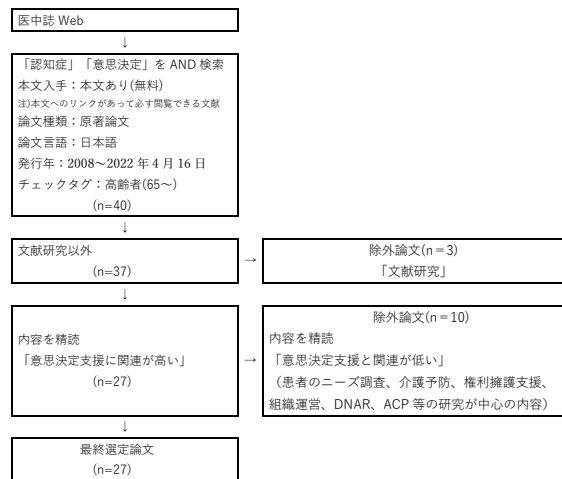 医中誌 Web
↓
「認知症」「意思決定」を AND 検索
本文入手：本文あり(無料)
注)本文へのリンクがあって必す閲覧できる文献
論文種類：原著論文
論文言語：日本語
発行年：2008～2022 年 4 月 16 日
チェックタグ：高齢者(65～)
(n=40)
↓
文献研究以外
(n=37)
→
除外論文(n＝3)
「文献研究」
↓
内容を精読
「意思決定支援に関連が高い」
(n=27)
→
除外論文(n＝10)
内容を精読
「意思決定支援と関連が低い」
（患者のニーズ調査、介護予防、権利擁護支援、
組織運営、DNAR、ACP 等の研究が中心の内容）
↓
最終選定論文
(n=27)